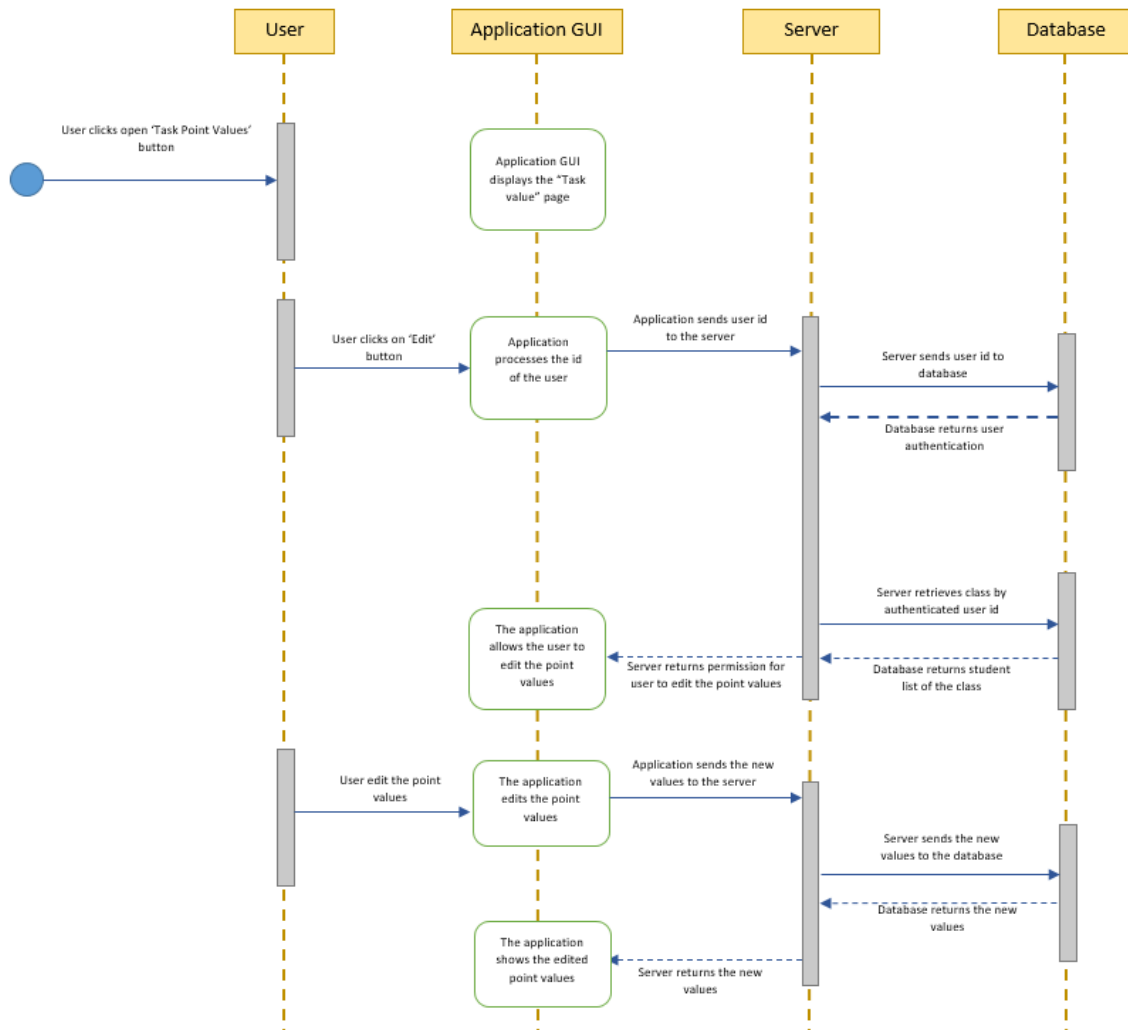 User
Application GUI
Server
Database
User clicks open ‘Task Point Values’
button
Application GUI
displays the “Task
value” page
User clicks on ‘Edit’
button
Application
processes the id
of the user
Application sends user id
to the server
Server sends user id to
database
Database returns user
authentication
Server retrieves class by
authenticated user id
Database returns student
list of the class
Server returns permission for
user to edit the point values
The application
allows the user to
edit the point
values
User edit the point
values
The application
edits the point
values
Application sends the new
values to the server
Server sends the new
values to the database
Database returns the new
values
Server returns the new
values
The application
shows the edited
point values